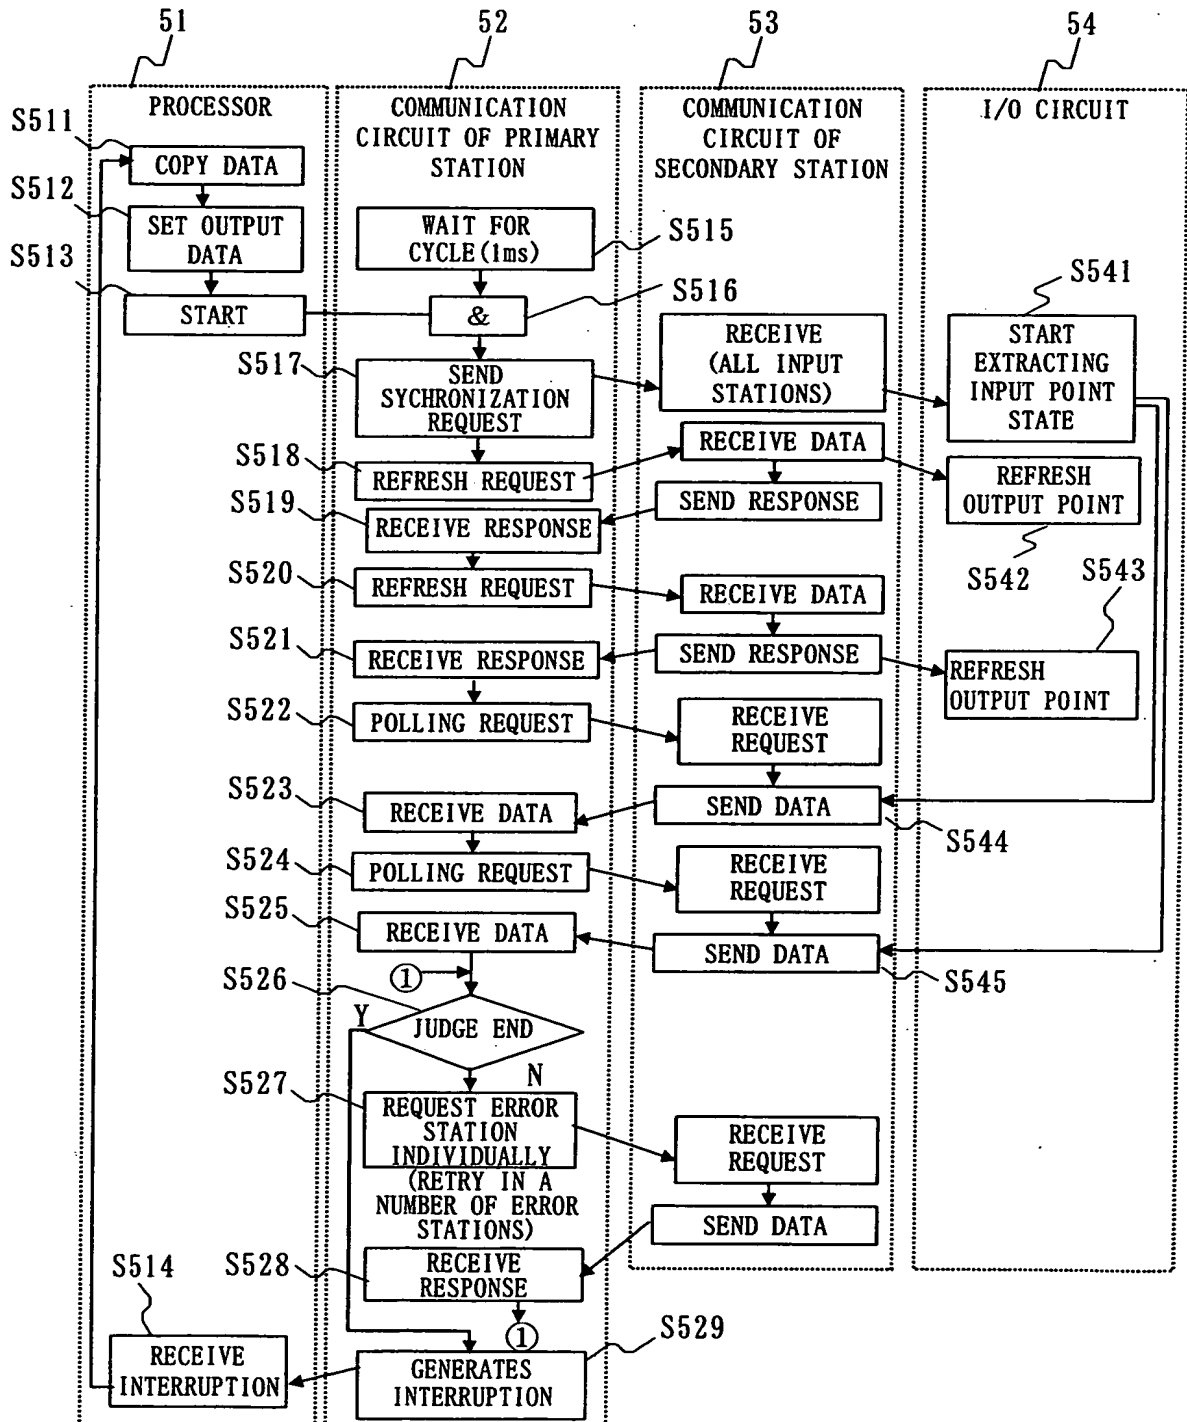 51
52
53
54
PROCESSOR
COMMUNICATION
CIRCUIT OF PRIMARY
STATION
COMMUNICATION
CIRCUIT OF
SECONDARY STATION
I/O CIRCUIT
S511
COPY DATA
S512
SET OUTPUT
DATA
S513
START
WAIT FOR
CYCLE(1ms)
S515
&
S516
S517
SEND
SYCHRONIZATION
REQUEST
RECEIVE
(ALL INPUT
STATIONS)
S541
START
EXTRACTING
INPUT POINT
STATE
S518
REFRESH REQUEST
RECEIVE DATA
REFRESH
OUTPUT POINT
S542
S519
RECEIVE RESPONSE
SEND RESPONSE
S520
REFRESH REQUEST
RECEIVE DATA
S543
S521
RECEIVE RESPONSE
SEND RESPONSE
REFRESH
OUTPUT POINT
S522
POLLING REQUEST
RECEIVE
REQUEST
S523
RECEIVE DATA
SEND DATA
S544
S524
POLLING REQUEST
RECEIVE
REQUEST
S525
RECEIVE DATA
SEND DATA
S545
①
S526
Y
JUDGE END
N
S527
REQUEST ERROR
STATION
INDIVIDUALLY
(RETRY IN A
NUMBER OF ERROR
STATIONS)
RECEIVE
REQUEST
SEND DATA
S528
RECEIVE
RESPONSE
①
S514
RECEIVE
INTERRUPTION
S529
GENERATES
INTERRUPTION